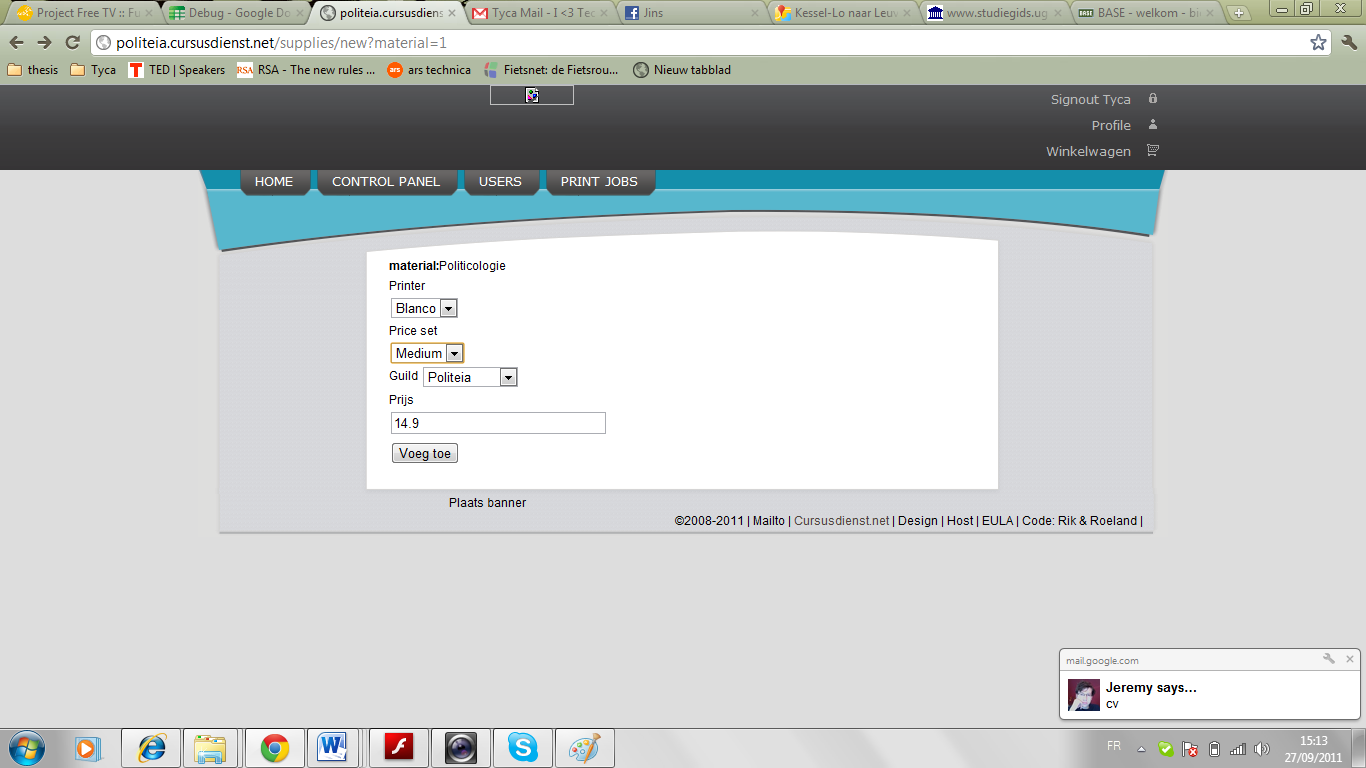 Project Free TV :: Fu
Debug - Google Do
politeia.cursusdiens
Tyca Mail - I <3 Tec
Jins
Kessel-Lo naar Leuv
www.studiegids.ug
BASE - welkom - bi
politeia.cursusdienst.net/supplies/new?material=1
thesis
Tyca
TED | Speakers
RSA - The new rules ...
ars technica
Fietsnet: de Fietsrou...
Nieuw tabblad
Signout Tyca
Profile
Winkelwagen
HOME
CONTROL PANEL
USERS
PRINT JOBS
material:Politicologie
Printer
Blanco
Price set
Medium
Guild Politeia
Prijs
14.9
Voeg toe
Plaats banner
©2008-2011 | Mailto | Cursusdienst.net | Design | Host | EULA | Code: Rik & Roeland |
mail.google.com
Jeremy says...
cv
FR
15:13
27/09/2011